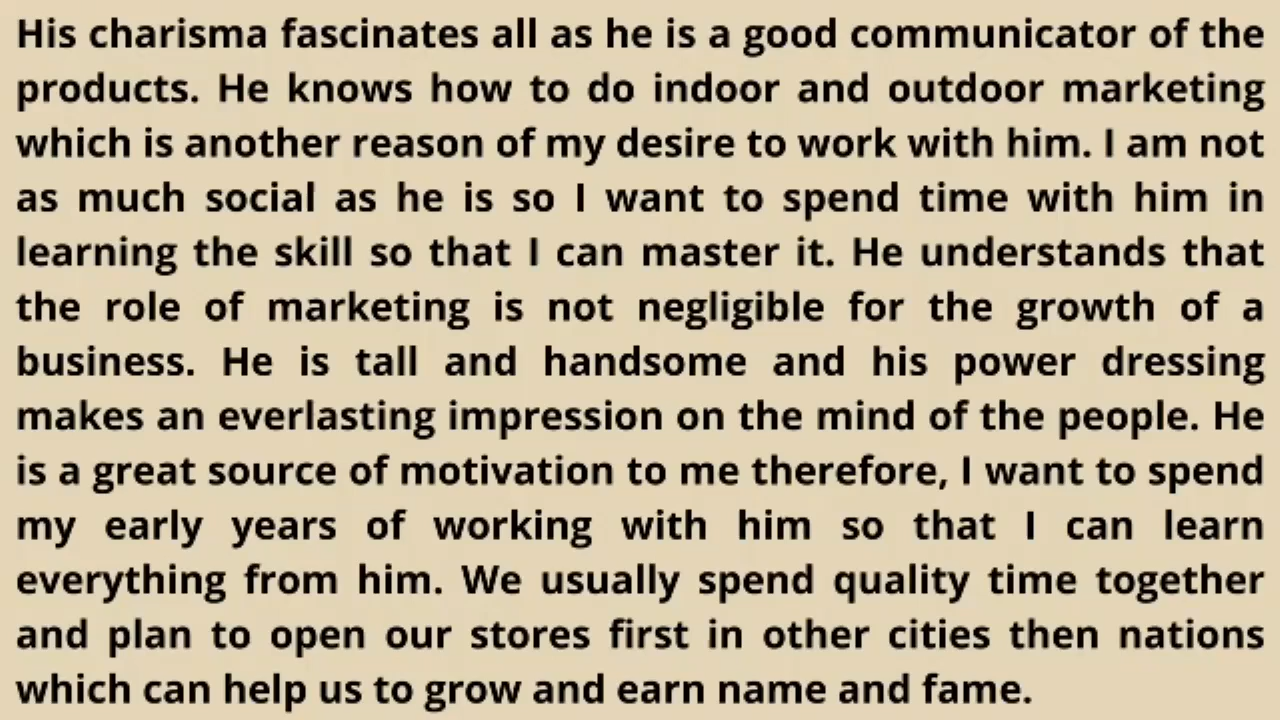 His charisma fascinates all as he is a good communicator of the
products. He knows how to do indoor and outdoor marketing
which is another reason of my desire to work with him. I am not
as much social as he is so I want to spend time with him in
learning the skill so that I can master it. He understands that
the role of marketing is not negligible for the growth of a
business. He is tall and handsome and his power dressing
makes an everlasting impression on the mind of the people. He
is a great source of motivation to me therefore, I want to spend
my early years of working with him so that I can learn
everything from him. We usually spend quality time together
and plan to open our stores first in other cities then nations
which can help us to grow and earn name and fame.